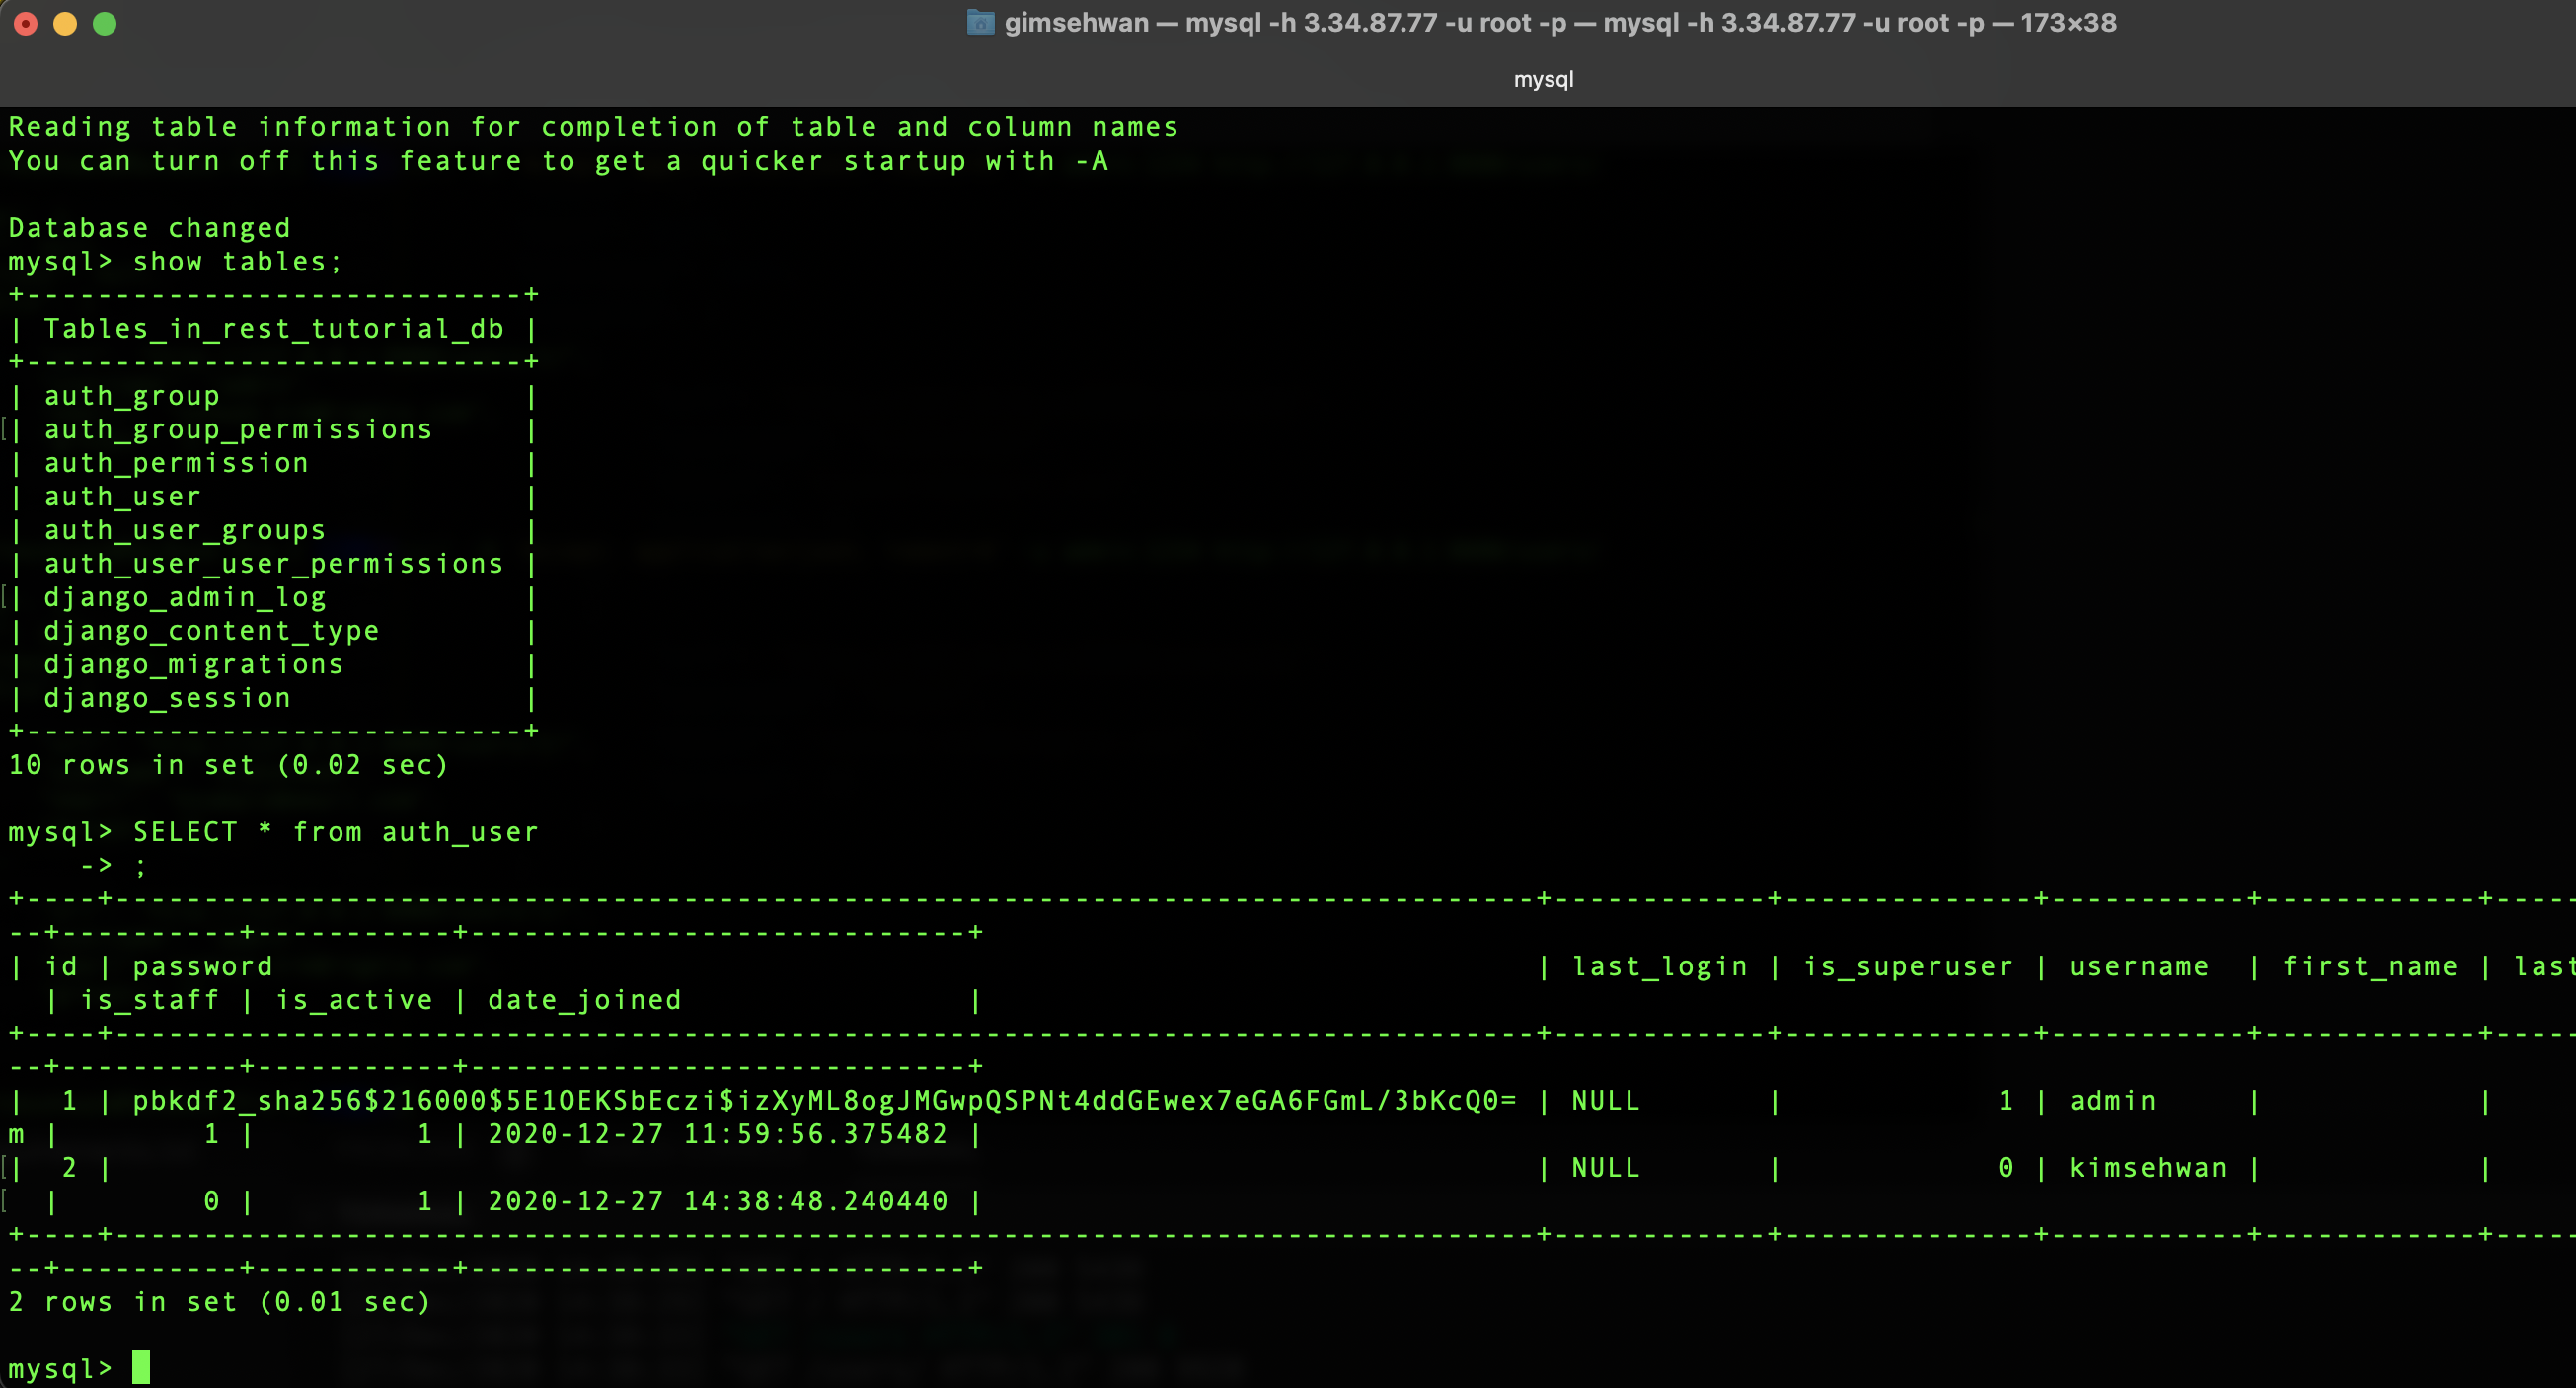 gimsehwan — mysql -h 3.34.87.77 -u root -p — mysql -h 3.34.87.77 -u root -p — 173×38
mysql
Reading table information for completion of table and column names
You can turn off this feature to get a quicker startup with -A
Database changed
mysql> show tables;
+----------------------------+
| Tables_in_rest_tutorial_db |
+----------------------------+
| auth_group                 |
| auth_group_permissions     |
| auth_permission            |
| auth_user                  |
| auth_user_groups           |
| auth_user_user_permissions |
| django_admin_log           |
| django_content_type        |
| django_migrations          |
| django_session             |
+----------------------------+
10 rows in set (0.02 sec)
mysql> SELECT * from auth_user
    -> ;
+----+--------------------------------------------------------------------------------+------------+--------------+-----------+------------+-----
--+----------+-----------+----------------------------+
| id | password                                                                       | last_login | is_superuser | username  | first_name | last
  | is_staff | is_active | date_joined                |
+----+--------------------------------------------------------------------------------+------------+--------------+-----------+------------+-----
--+----------+-----------+----------------------------+
|  1 | pbkdf2_sha256$216000$5E1OEKSbEczi$izXyML8ogJMGwpQSPNt4ddGEwex7eGA6FGmL/3bKcQ0= | NULL       |            1 | admin     |            |
m |        1 |         1 | 2020-12-27 11:59:56.375482 |
|  2 |                                                                                | NULL       |            0 | kimsehwan |            |
  |        0 |         1 | 2020-12-27 14:38:48.240440 |
+----+--------------------------------------------------------------------------------+------------+--------------+-----------+------------+-----
--+----------+-----------+----------------------------+
2 rows in set (0.01 sec)
mysql>